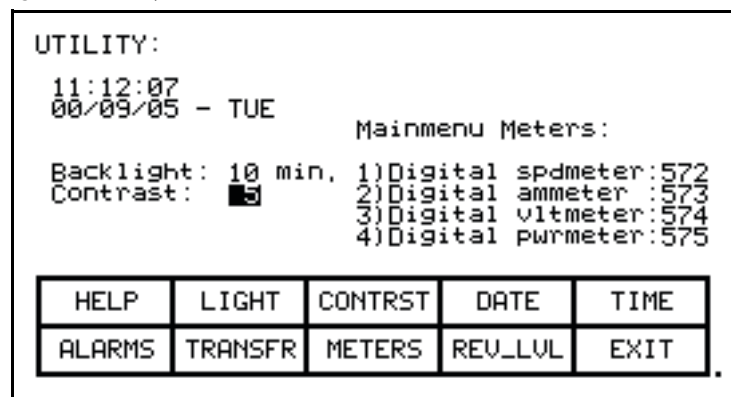 UTILITY:
11:12:07
00/09/05 - TUE
Mainmenu Meters:
Backlight: 10 min, 1)Digital spdmeter:572
Contrast: 5 2)Digital ammeter :573
3)Digital vltmeter:574
4)Digital pwrmeter:575
HELP LIGHT CONTRST DATE TIME
ALARMS TRANSFR METERS REV_LVL EXIT
.